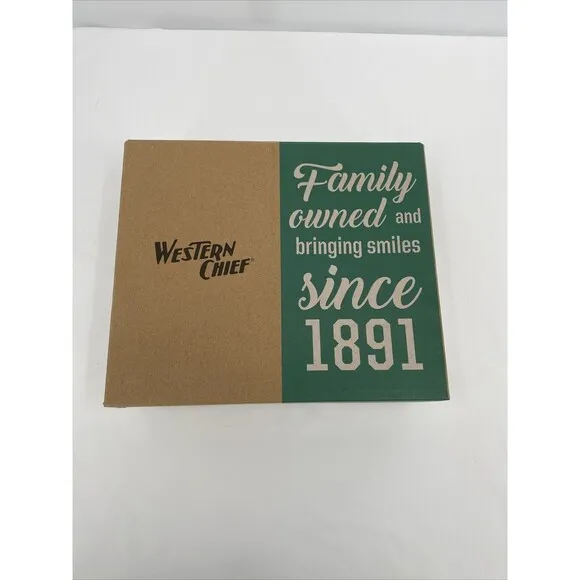 WESTERN
CHIEF®
Family
owned and
bringing smiles
since
1891